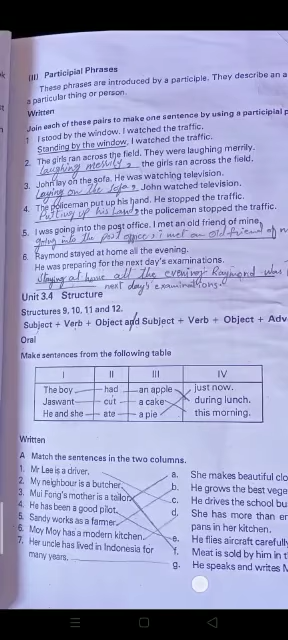 (II) Participial Phrases
These phrases are introduced by a participle. They describe an a
a particular thing or person.
Written
Join each of these pairs to make one sentence by using a participial p
1 I stood by the window. I watched the traffic.
Standing by the window, I watched the traffic.
2. The girls ran across the field. They were laughing merrily.
laughing merrily, the girls ran across the field.
3. John lay on the sofa. He was watching television.
Laying on the sofa, John watched television.
4. The policeman put up his hand. He stopped the traffic.
Putting up his hand, the policeman stopped the traffic.
5. I was going into the post office. I met an old friend of mine.
going into the post office, I met an old friend of m
6. Raymond stayed at home all the evening.
He was preparing for the next day's examinations.
Staying at home all the evening, Raymond was
next day's examinations.
Unit 3.4 Structure
Structures 9, 10, 11 and 12.
Subject + Verb + Object and Subject + Verb + Object + Adv
Oral
Make sentences from the following table
I II III IV
The boy had an apple just now.
Jaswant cut a cake during lunch.
He and she ate a pie this morning.
Written
A Match the sentences in the two columns.
1. Mr Lee is a driver. a. She makes beautiful clo
2. My neighbour is a butcher. b. He grows the best vege
3. Mui Fong's mother is a tailor. c. He drives the school bu
4. He has been a good pilot. d. She has more than
5. Sandy works as a farmer. pans in her kitchen.
6. Moy Moy has a modern kitchen. e. He flies aircraft carefully
7. Her uncle has lived in Indonesia for f. Meat is sold by him in t
many years. g. He speaks and writes